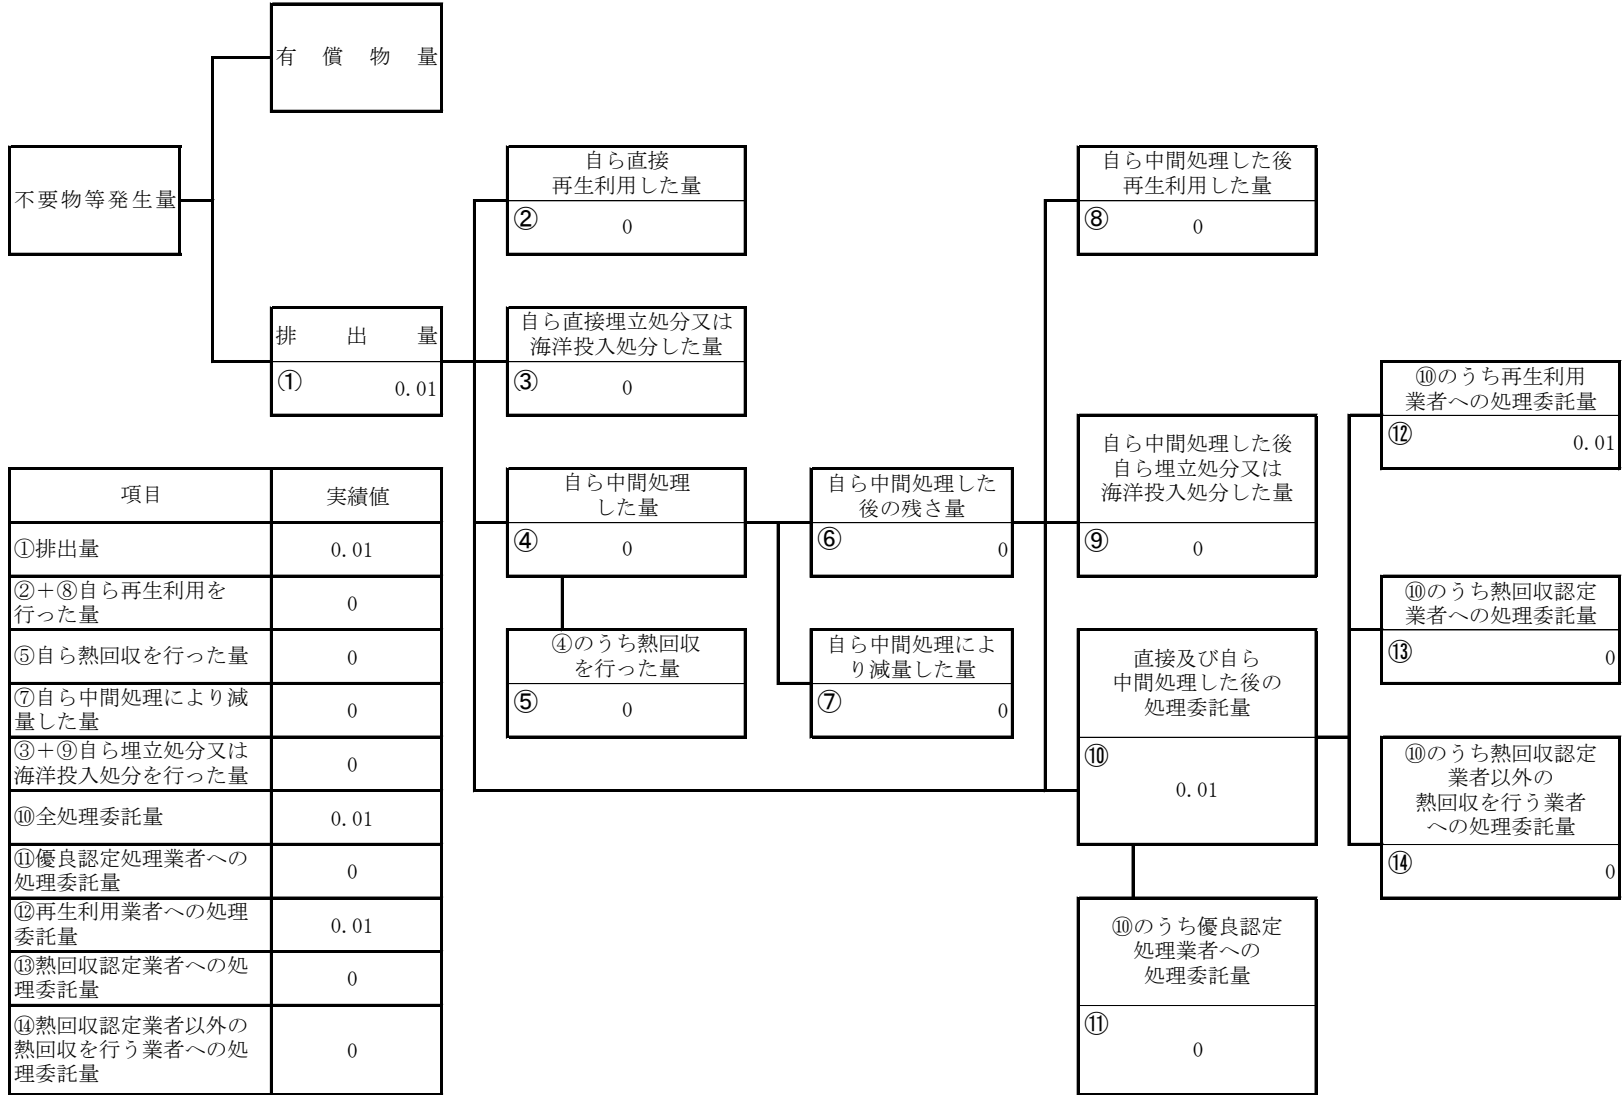 有償物量
不要物等発生量
排出量
① 0.01
自ら直接
再生利用した量
② 0
自ら直接埋立処分又は
海洋投入処分した量
③ 0
自ら中間処理
した量
④ 0
④のうち熱回収
を行った量
⑤ 0
自ら中間処理した
後の残さ量
⑥ 0
自ら中間処理によ
り減量した量
⑦ 0
自ら中間処理した後
再生利用した量
⑧ 0
自ら中間処理した後
自ら埋立処分又は
海洋投入処分した量
⑨ 0
直接及び自ら
中間処理した後の
処理委託量
⑩
0.01
⑩のうち優良認定
処理業者への
処理委託量
⑪
0
⑩のうち再生利用
業者への処理委託量
⑫ 0.01
⑩のうち熱回収認定
業者への処理委託量
⑬ 0
⑩のうち熱回収認定
業者以外の
熱回収を行う業者
への処理委託量
⑭ 0
項目 実績値
①排出量 0.01
②+⑧自ら再生利用を
行った量 0
⑤自ら熱回収を行った量 0
⑦自ら中間処理により減
量した量 0
③+⑨自ら埋立処分又は
海洋投入処分を行った量 0
⑩全処理委託量 0.01
⑪優良認定処理業者への
処理委託量 0
⑫再生利用業者への処理
委託量 0.01
⑬熱回収認定業者への処
理委託量 0
⑭熱回収認定業者以外の
熱回収を行う業者への処
理委託量 0